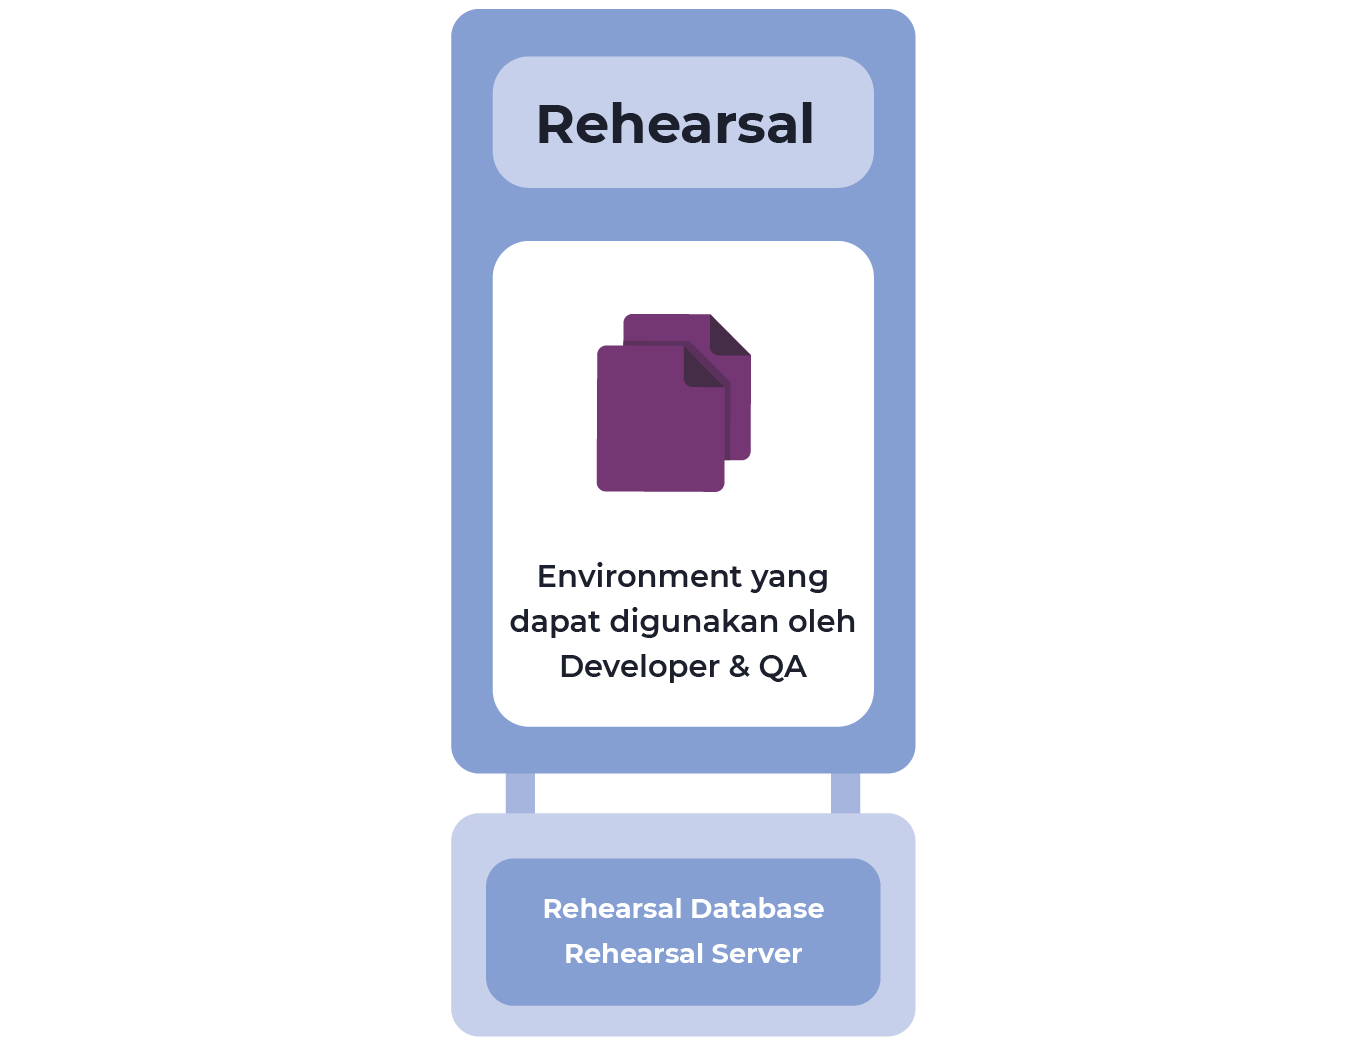 Rehearsal
Environment yang
dapat digunakan oleh
Developer & QA
Rehearsal Database
Rehearsal Server